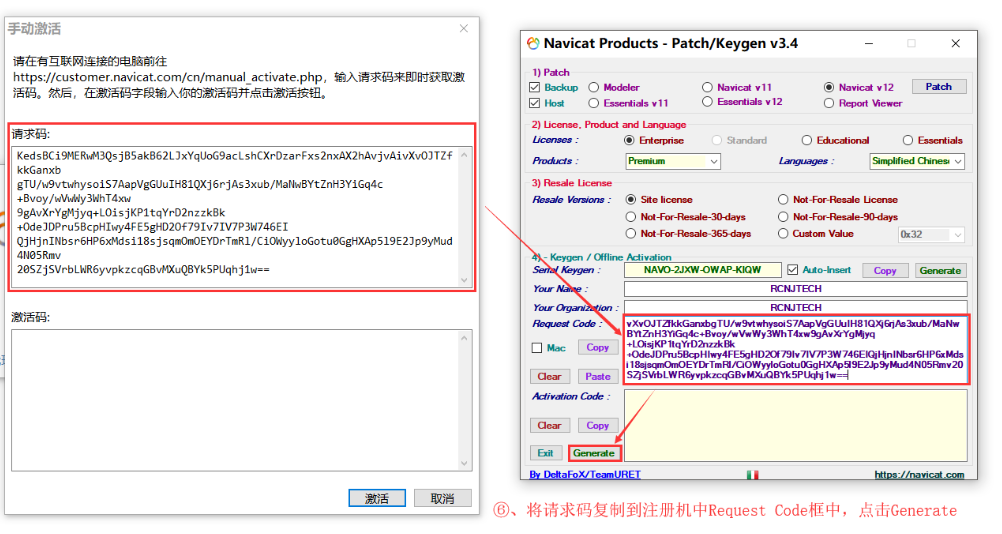 手动激活
请在有互联网连接的电脑前往
https://customer.navicat.com/cn/manual_activate.php，输入请求码来即时获取激
活码。然后，在激活码字段输入你的激活码并点击激活按钮。
请求码:
KedsBCi9MERwM3QsjB5akB62LJxYqUoG9acLshCXrDzarFxs2nxAX2hAvjvAivXvOJTZf
kkGanxb
gTU/w9vtwhysoiS7AapVgGUuIH81QXj6rjAs3xub/MaNwBYtZnH3YiGq4c
+Bvoy/wVwWy3WhT4xw
9gAvXrYgMjyq+LOisjKP1tqYrD2nzzkBk
+OdeJDPru5BcpHIwy4FE5gHD2Of79Iv7IV7P3W746EI
QjHjnINbsr6HP6xMdsi18sjsqmOmOEYDrTmRl/CiOWyyloGotu0GgHXAp5l9E2Jp9yMud
4N05Rmv
20SZjSVrbLWR6yvpkzcqGBvMXuQBYk5PUqhj1w==
激活码:
激活
取消
Navicat Products - Patch/Keygen v3.4
1) Patch
Backup Modeler Navicat v11 Navicat v12 Patch
Host Essentials v11 Essentials v12 Report Viewer
2) License, Product and Language
Licenses : Enterprise Standard Educational Essentials
Products : Premium Languages : Simplified Chines
3) Resale License
Resale Versions : Site license Not-For-Resale License
Not-For-Resale-30-days Not-For-Resale-90-days
Not-For-Resale-365-days Custom Value 0x32
4) - Keygen / Offline Activation
Serial Keygen : NAVO-2JXW-OWAP-KIQW Auto-Insert Copy Generate
Your Name : RCNJTECH
Your Organization : RCNJTECH
Request Code :
vXvOJTZfkkGanxbgTU/w9vtwhysoiS7AapVgGUuIH81QXj6rjAs3xub/MaNw
BYtZnH3YiGq4c+Bvoy/wVwWy3WhT4xw9gAvXrYgMjyq
+LOisjKP1tqYrD2nzzkBk
+OdeJDPru5BcpHIwy4FE5gHD2Of79Iv7IV7P3W746EIQjHjnINbsr6HP6xMds
i18sjsqmOmOEYDrTmRl/CiOWyyloGotu0GgHXAp5l9E2Jp9yMud4N05Rmv20
SZjSVrbLWR6yvpkzcqGBvMXuQBYk5PUqhj1w==
Mac Copy
Clear Paste
Activation Code :
Clear Copy
Exit Generate
By DeltaFoX/TeamURET https://navicat.com
⑥、将请求码复制到注册机中Request Code框中，点击Generate